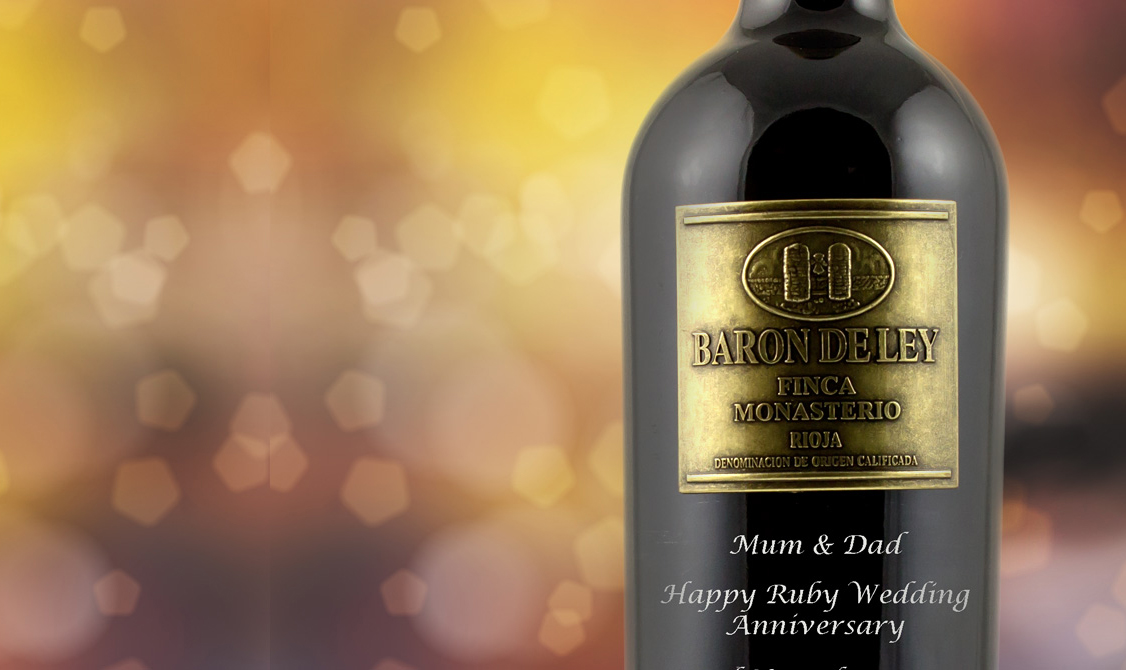 BARON DE LEY
FINCA
MONASTERIO
RIOJA
DENOMINACION DE ORIGEN CALIFICADA
Mum & Dad
Happy Ruby Wedding
Anniversary